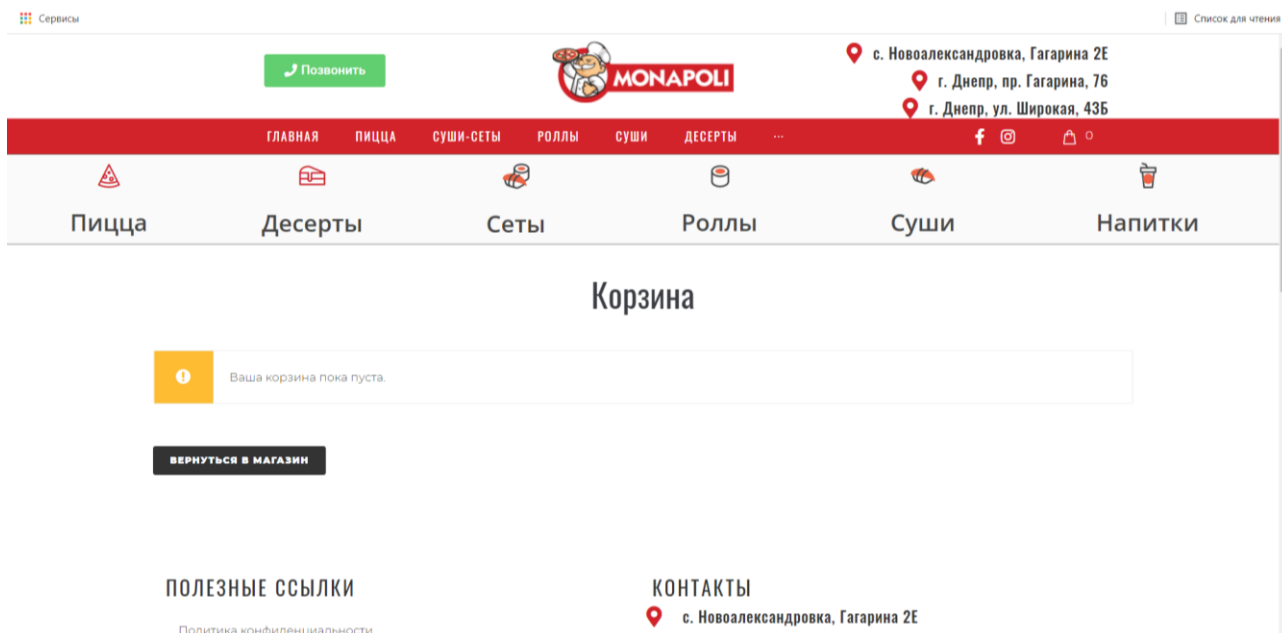 Сервисы
Список для чтения
Позвонить
MONAPOLI
с. Новоалександровка, Гагарина 2Е
г. Днепр, пр. Гагарина, 76
г. Днепр, ул. Широкая, 43Б
ГЛАВНАЯ ПИЦЦА СУШИ-СЕТЫ РОЛЛЫ СУШИ ДЕСЕРТЫ ... 0
Пицца Десерты Сеты Роллы Суши Напитки
Корзина
Ваша корзина пока пуста.
ВЕРНУТЬСЯ В МАГАЗИН
ПОЛЕЗНЫЕ ССЫЛКИ
Политика конфиденциальности
КОНТАКТЫ
с. Новоалександровка, Гагарина 2Е